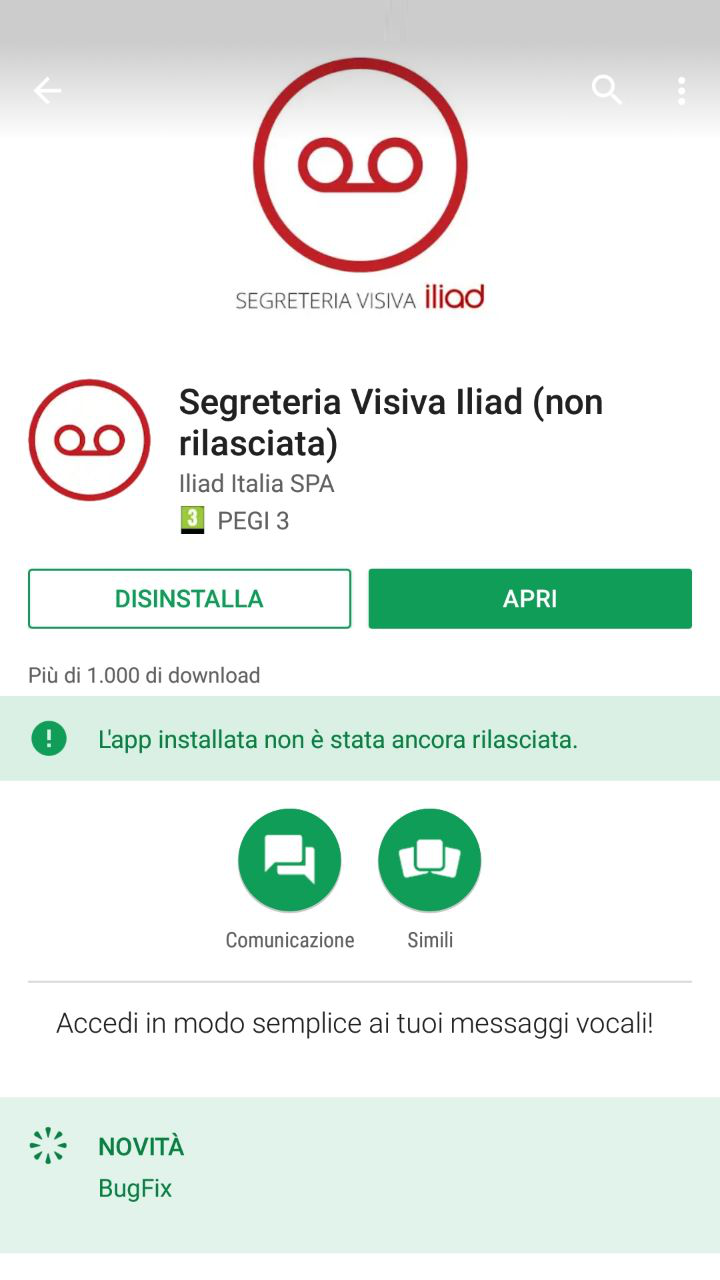 SEGRETERIA VISIVA iliad
Segreteria Visiva Iliad (non
rilasciata)
Iliad Italia SPA
3 PEGI 3
DISINSTALLA
APRI
Più di 1.000 di download
L'app installata non è stata ancora rilasciata.
Comunicazione
Simili
Accedi in modo semplice ai tuoi messaggi vocali!
NOVITÀ
BugFix